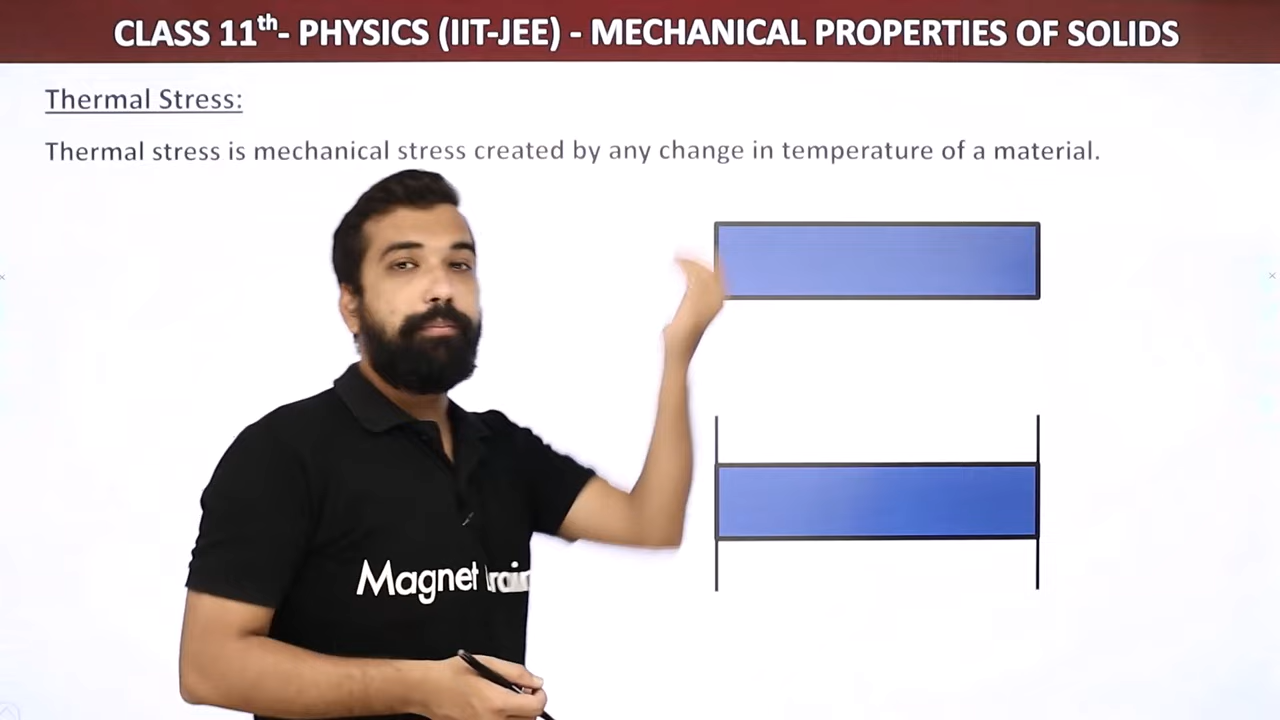 CLASS 11th- PHYSICS (IIT-JEE) - MECHANICAL PROPERTIES OF SOLIDS
Thermal Stress:
Thermal stress is mechanical stress created by any change in temperature of a material.
Magnet